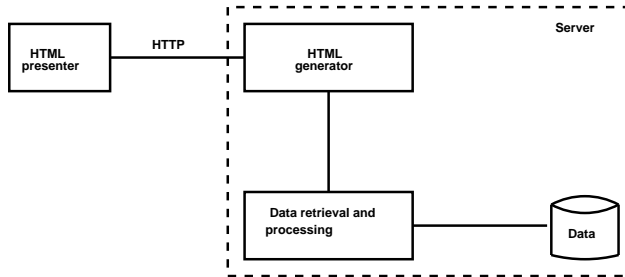 Server
HTTP
HTML
presenter
HTML
generator
Data retrieval and
processing
Data